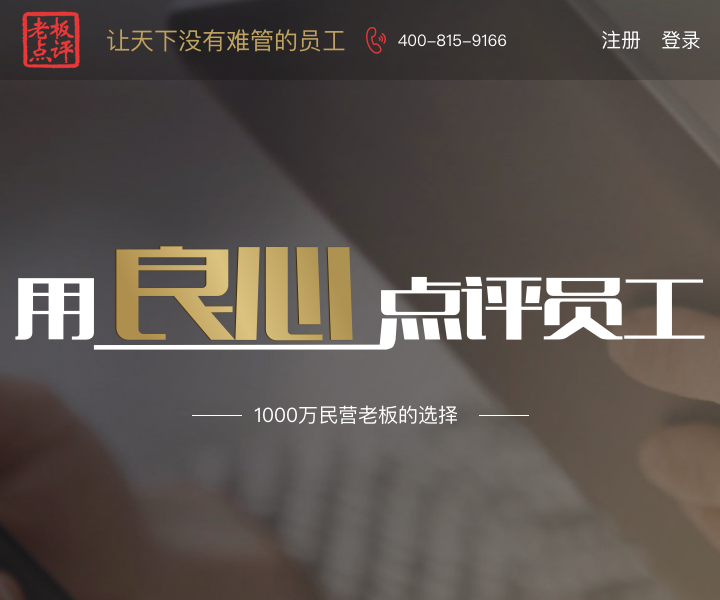 老板
点评
让天下没有难管的员工
400-815-9166
注册 登录
用良心点评员工
1000万民营老板的选择